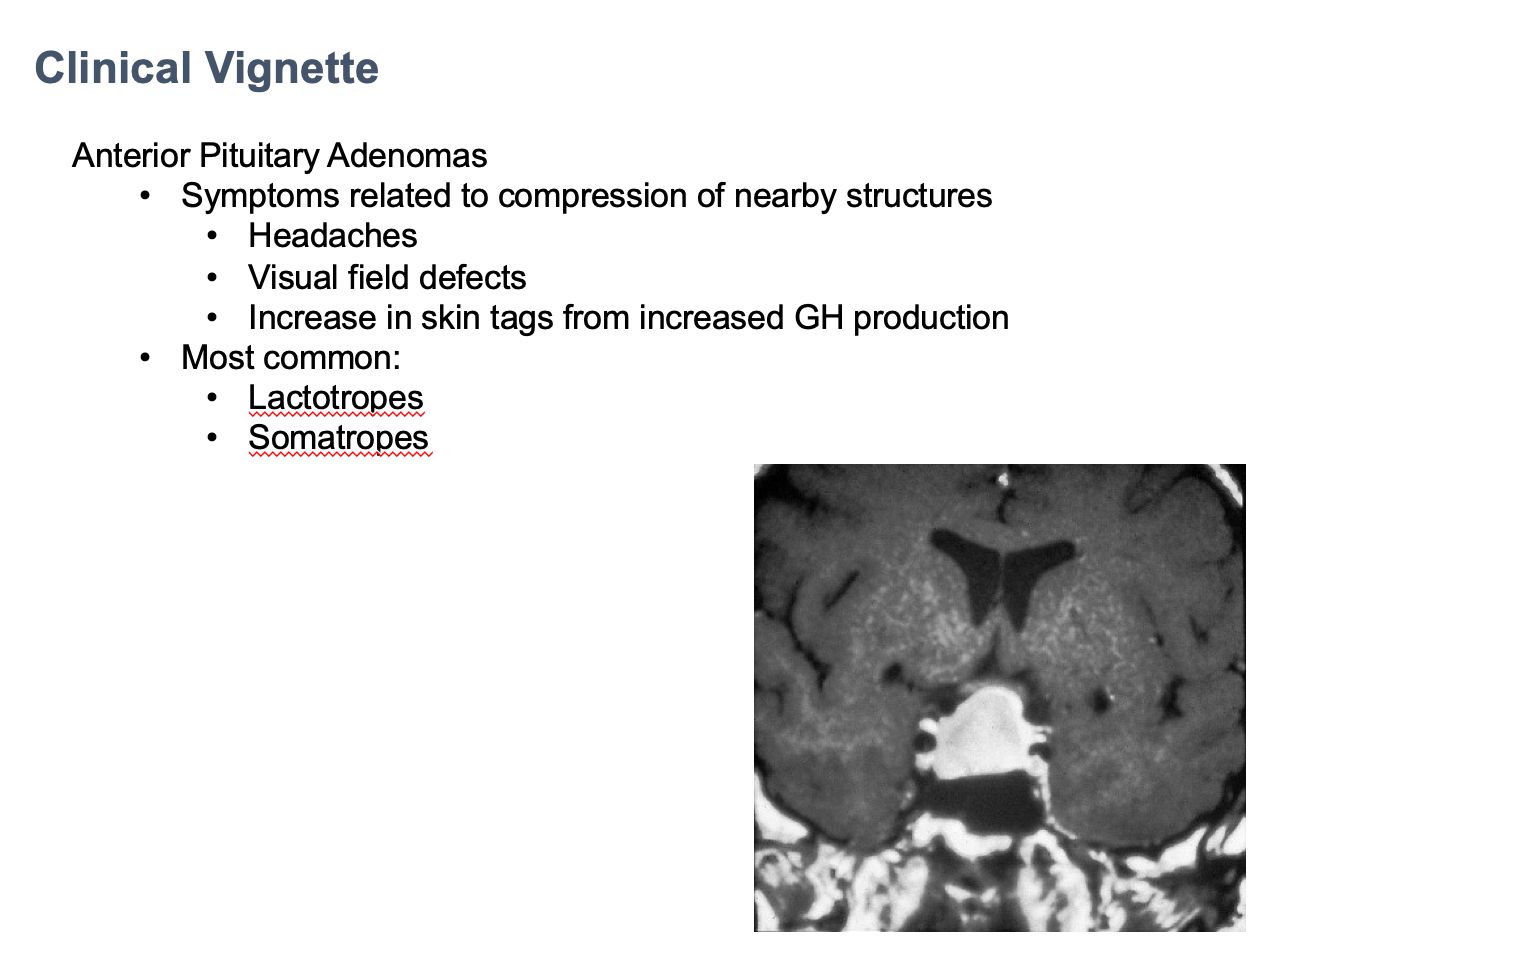 Clinical Vignette
Anterior Pituitary Adenomas
• Symptoms related to compression of nearby structures
• Headaches
• Visual field defects
• Increase in skin tags from increased GH production
• Most common:
• Lactotropes
• Somatropes